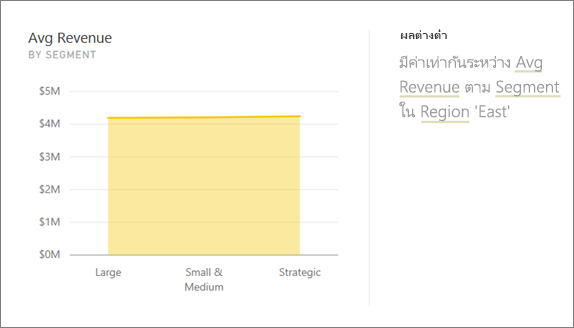 Avg Revenue
BY SEGMENT
$5M
$4M
$3M
$2M
$1M
$0M
Large
Small &
Medium
Strategic
ผลต่างต่ำ
มีค่าเท่ากันระหว่าง Avg
Revenue ตาม Segment
ใน Region 'East'